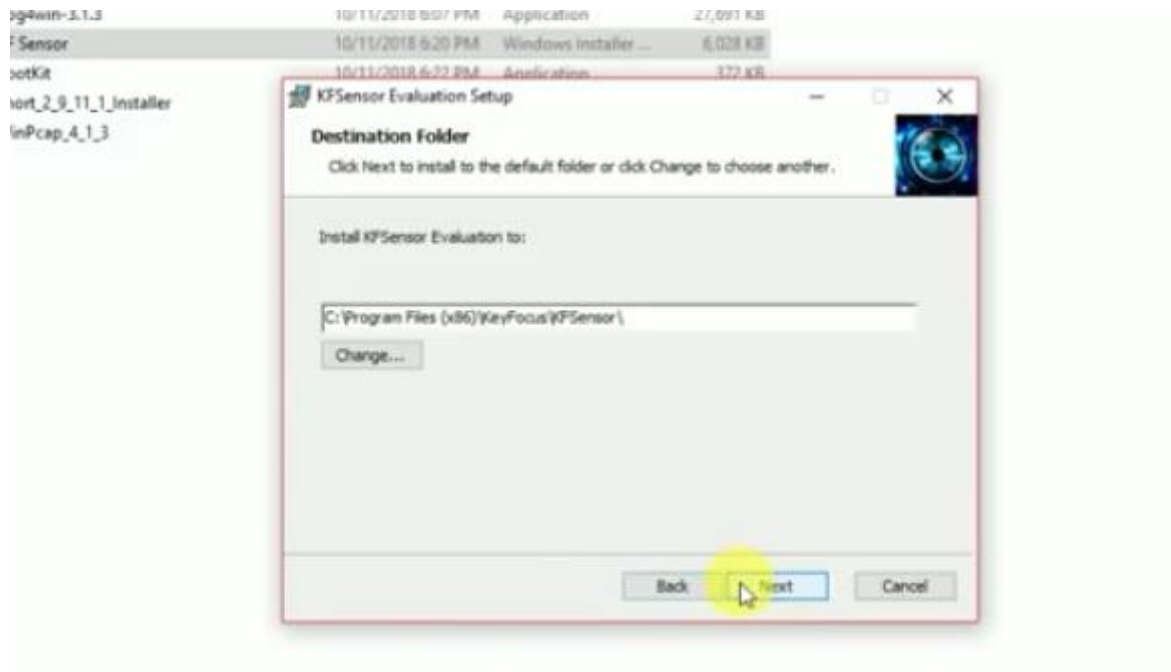 og4win-3.1.3 10/11/2018 6:07 PM Application 27,691 KB
F Sensor 10/11/2018 6:20 PM Windows Installer ... 6,028 KB
ootKit 10/11/2018 6:22 PM Application 372 KB
nort_2_9_11_1_Installer
inPcap_4_1_3
KFSensor Evaluation Setup
Destination Folder
Click Next to install to the default folder or click Change to choose another.
Install KFSensor Evaluation to:
C:\Program Files (x86)\KeyFocus\KFSensor\
Change...
Back Next Cancel